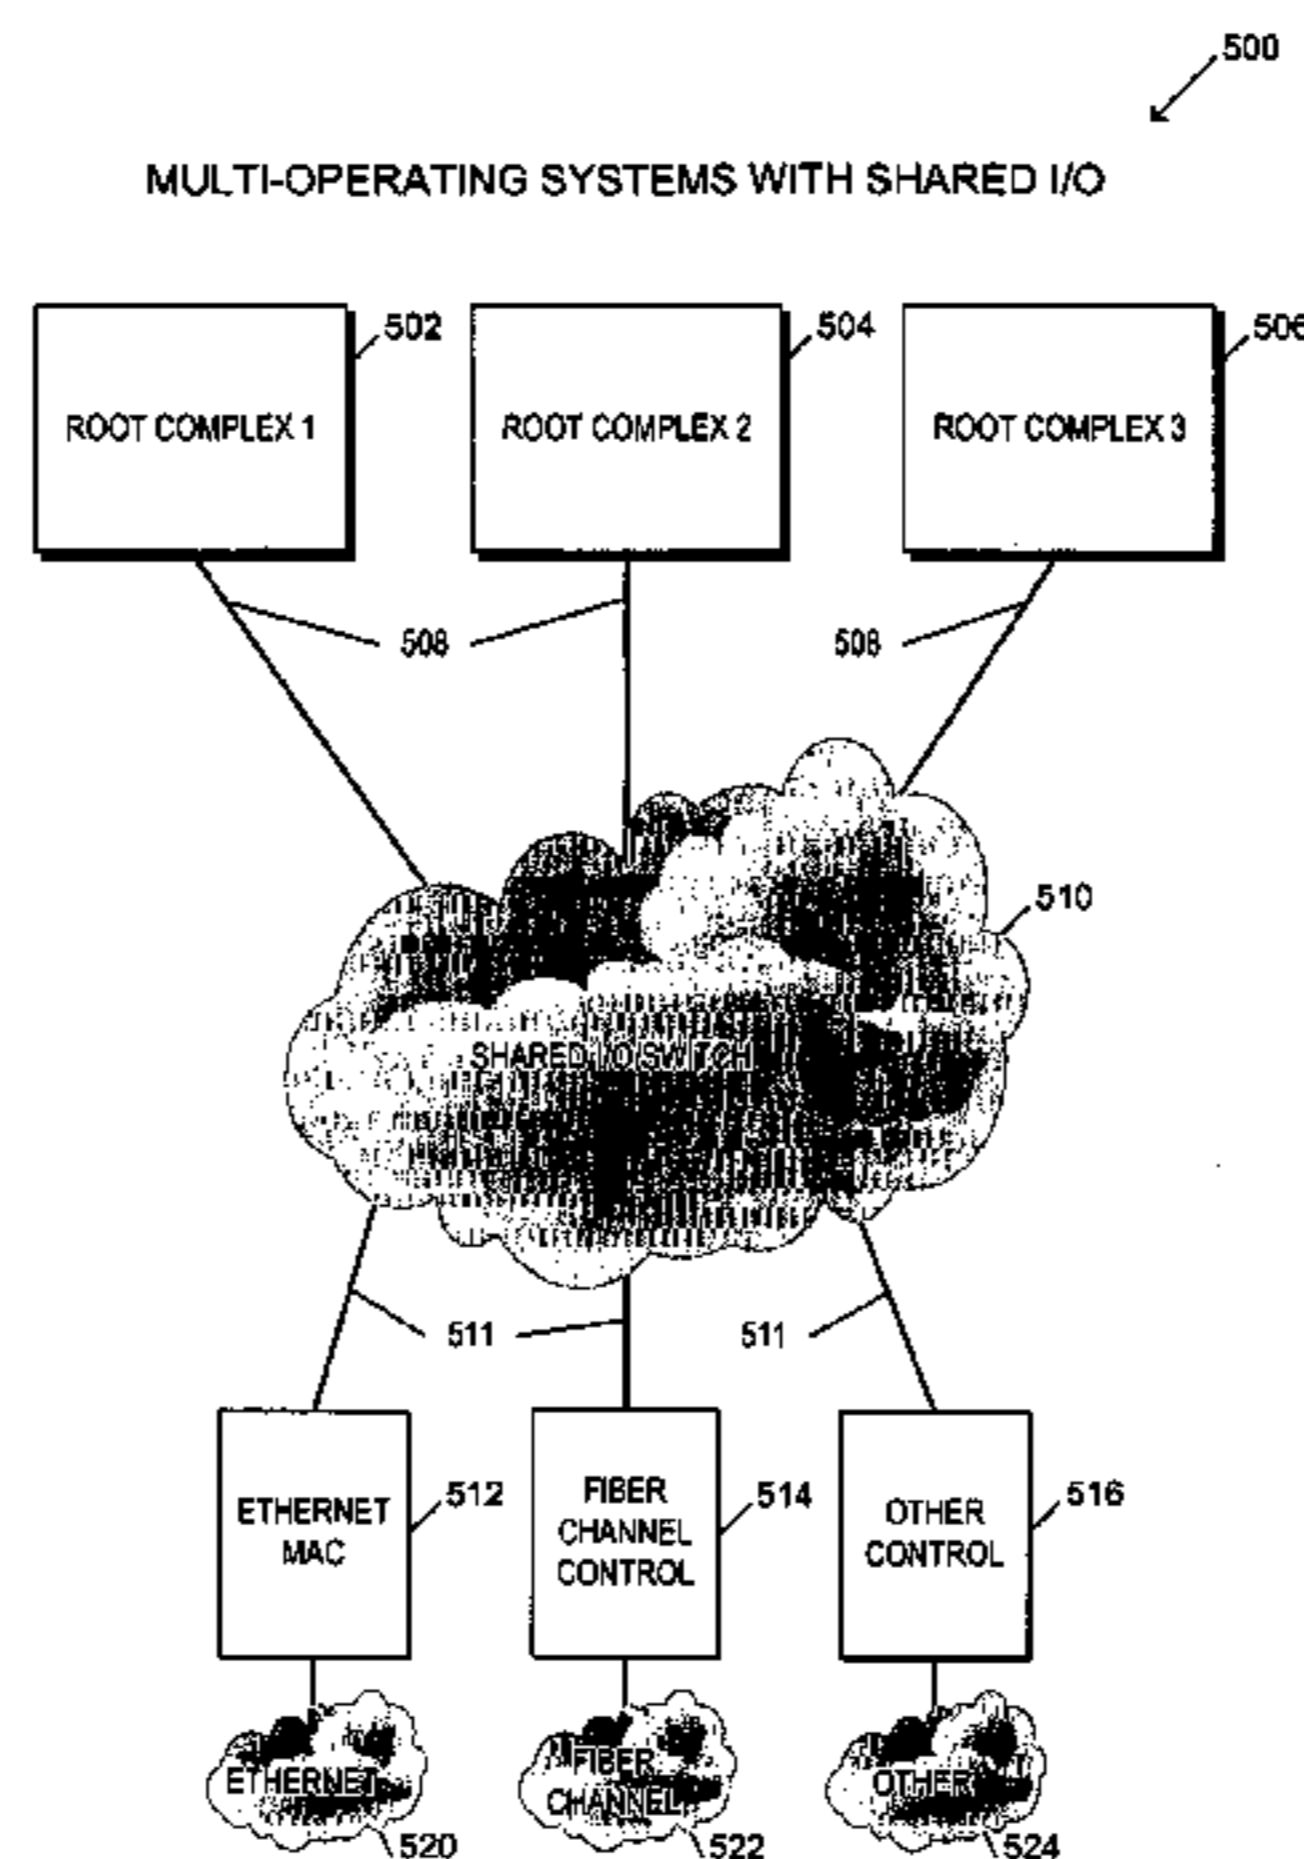 500
MULTI-OPERATING SYSTEMS WITH SHARED I/O
502
504
506
ROOT COMPLEX 1
ROOT COMPLEX 2
ROOT COMPLEX 3
508
508
510
SHARED I/O SWITCH
511
511
ETHERNET
MAC
512
FIBER
CHANNEL
CONTROL
514
OTHER
CONTROL
516
ETHERNET
520
FIBER
CHANNEL
522
OTHER
524